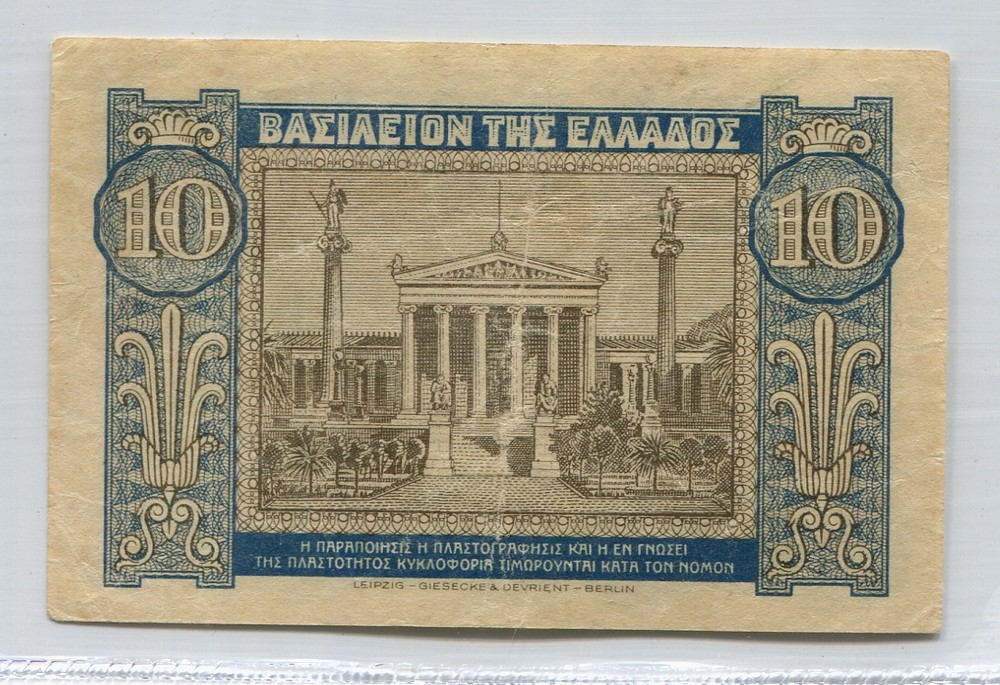 ΒΑΣΙΛΕΙΟΝ ΤΗΣ ΕΛΛΑΔΟΣ
10
10
Η ΠΑΡΑΠΟΙΗΣΙΣ Η ΠΛΑΣΤΟΓΡΑΦΗΣΙΣ ΚΑΙ Η ΕΝ ΓΝΩΣΕΙ
ΤΗΣ ΠΛΑΣΤΟΤΗΤΟΣ ΚΥΚΛΟΦΟΡΙΑ ΤΙΜΩΡΟΥΝΤΑΙ ΚΑΤΑ ΤΟΝ ΝΟΜΟΝ
LEIPZIG – GIESECKE & DEVRIENT – BERLIN